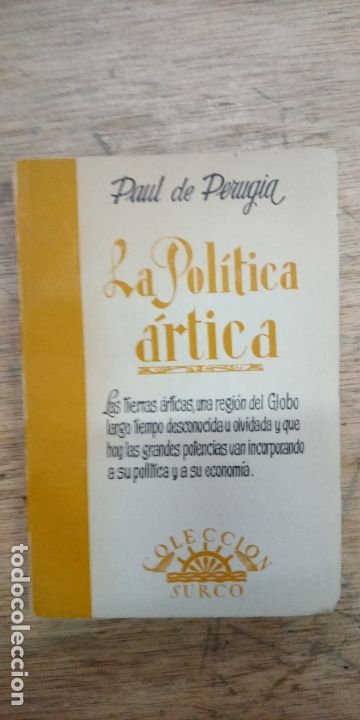 Paul de Perugia
La Política
ártica
Las Tierras árticas, una región del Globo
largo Tiempo desconocida u olvidada y que
hoy las grandes potencias van incorporando
a su política y a su economía.
COLECCION
SURCO
todocoleccion